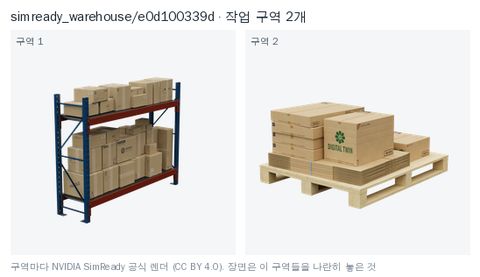 simready_warehouse/e0d100339d · 작업 구역 2개
구역 1
구역 2
DIGITAL TWIN
구역마다 NVIDIA SimReady 공식 렌더 (CC BY 4.0). 장면은 이 구역들을 나란히 놓은 것